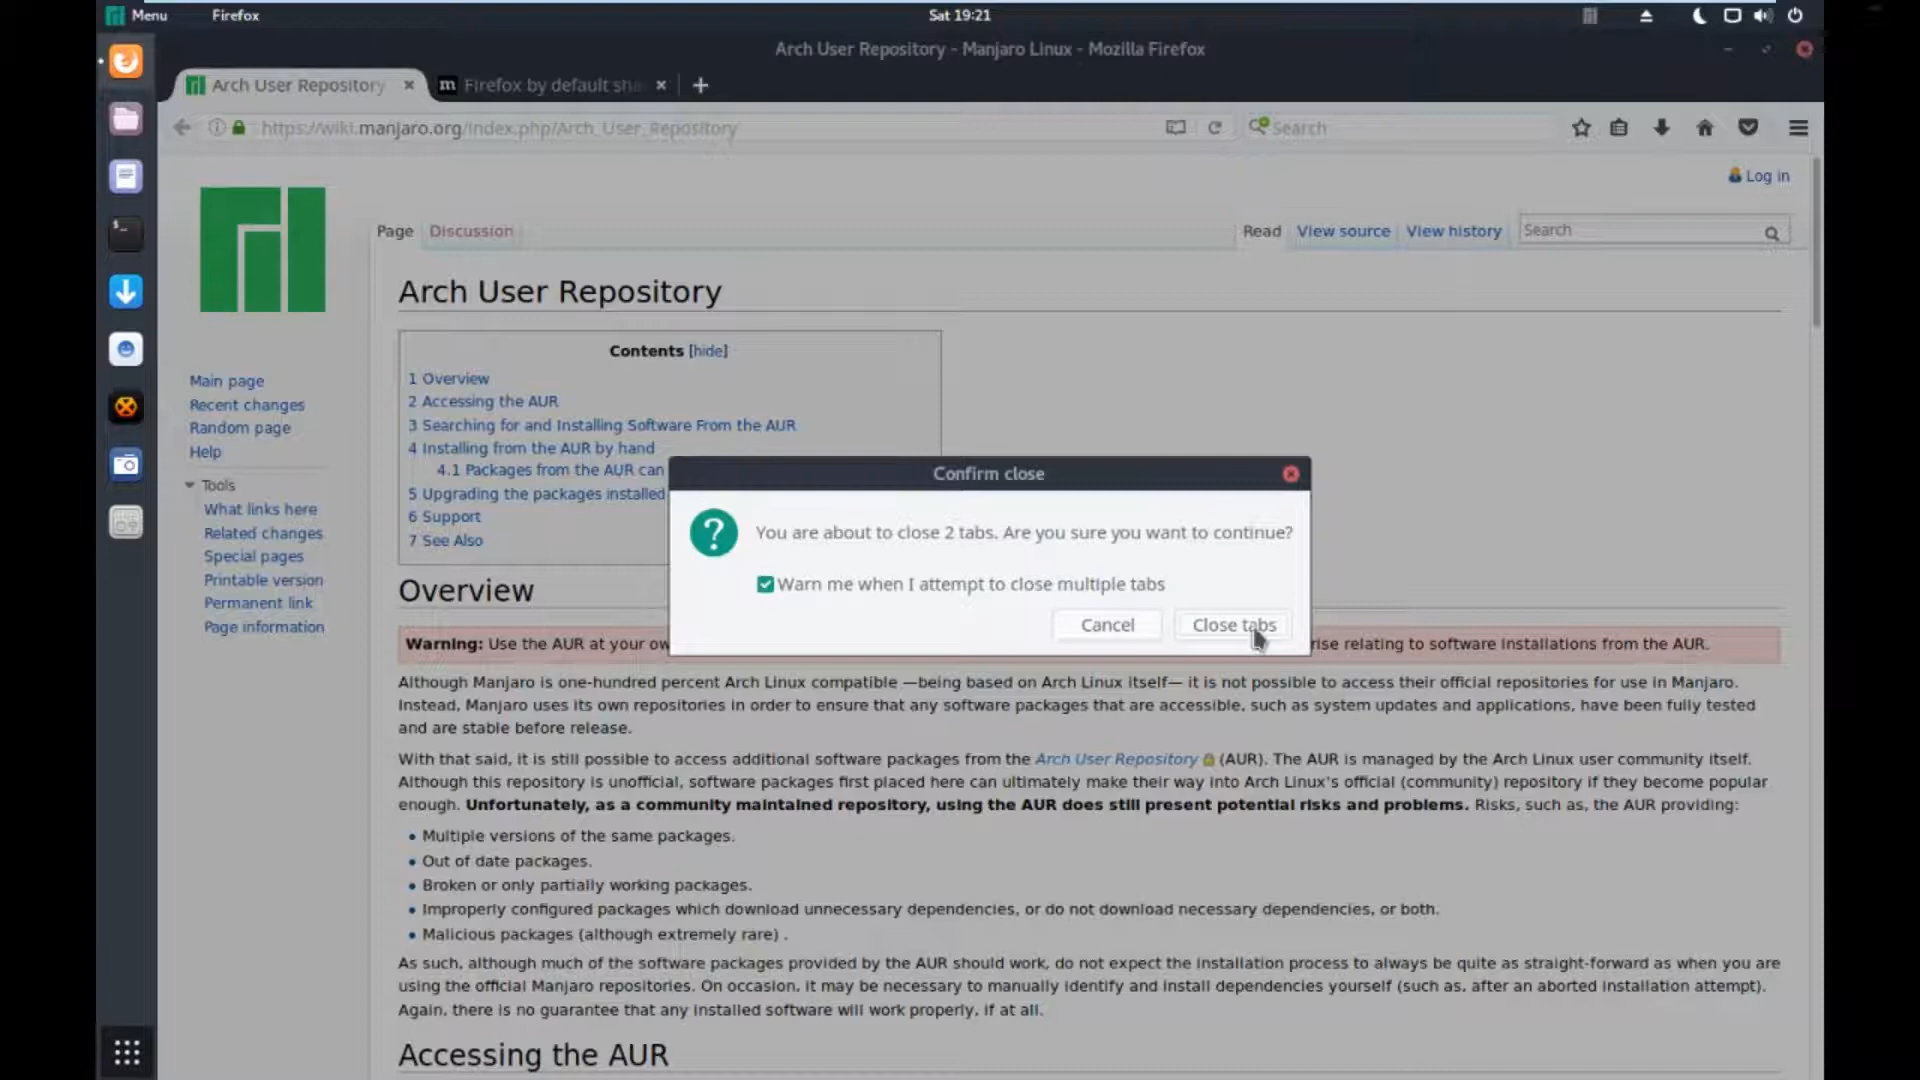 Menu
Firefox
Sat 19:21
Arch User Repository - Manjaro Linux - Mozilla Firefox
Arch User Repository
m Firefox by default sha
https://wiki.manjaro.org/index.php/Arch_User_Repository
Search
Log in
Page
Discussion
Read
View source
View history
Search
Arch User Repository
Contents [hide]
1 Overview
2 Accessing the AUR
3 Searching for and Installing Software From the AUR
4 Installing from the AUR by hand
4.1 Packages from the AUR can
5 Upgrading the packages installed
6 Support
7 See Also
Main page
Recent changes
Random page
Help
Tools
What links here
Related changes
Special pages
Printable version
Permanent link
Page information
Confirm close
You are about to close 2 tabs. Are you sure you want to continue?
Warn me when I attempt to close multiple tabs
Cancel
Close tabs
Overview
Warning: Use the AUR at your ow
rise relating to software installations from the AUR.
Although Manjaro is one-hundred percent Arch Linux compatible —being based on Arch Linux itself— it is not possible to access their official repositories for use in Manjaro.
Instead, Manjaro uses its own repositories in order to ensure that any software packages that are accessible, such as system updates and applications, have been fully tested
and are stable before release.
With that said, it is still possible to access additional software packages from the Arch User Repository (AUR). The AUR is managed by the Arch Linux user community itself.
Although this repository is unofficial, software packages first placed here can ultimately make their way into Arch Linux's official (community) repository if they become popular
enough. Unfortunately, as a community maintained repository, using the AUR does still present potential risks and problems. Risks, such as, the AUR providing:
Multiple versions of the same packages.
Out of date packages.
Broken or only partially working packages.
Improperly configured packages which download unnecessary dependencies, or do not download necessary dependencies, or both.
Malicious packages (although extremely rare) .
As such, although much of the software packages provided by the AUR should work, do not expect the installation process to always be quite as straight-forward as when you are
using the official Manjaro repositories. On occasion, it may be necessary to manually identify and install dependencies yourself (such as, after an aborted installation attempt).
Again, there is no guarantee that any installed software will work properly, if at all.
Accessing the AUR